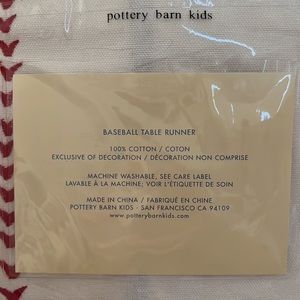 pottery barn kids
BASEBALL TABLE RUNNER
100% COTTON / COTON
EXCLUSIVE OF DECORATION / DÉCORATION NON COMPRISE
MACHINE WASHABLE, SEE CARE LABEL
LAVABLE À LA MACHINE; VOIR L'ÉTIQUETTE DE SOIN
MADE IN CHINA / FABRIQUÉ EN CHINE
POTTERY BARN KIDS - SAN FRANCISCO CA 94109
www.potterybarnkids.com